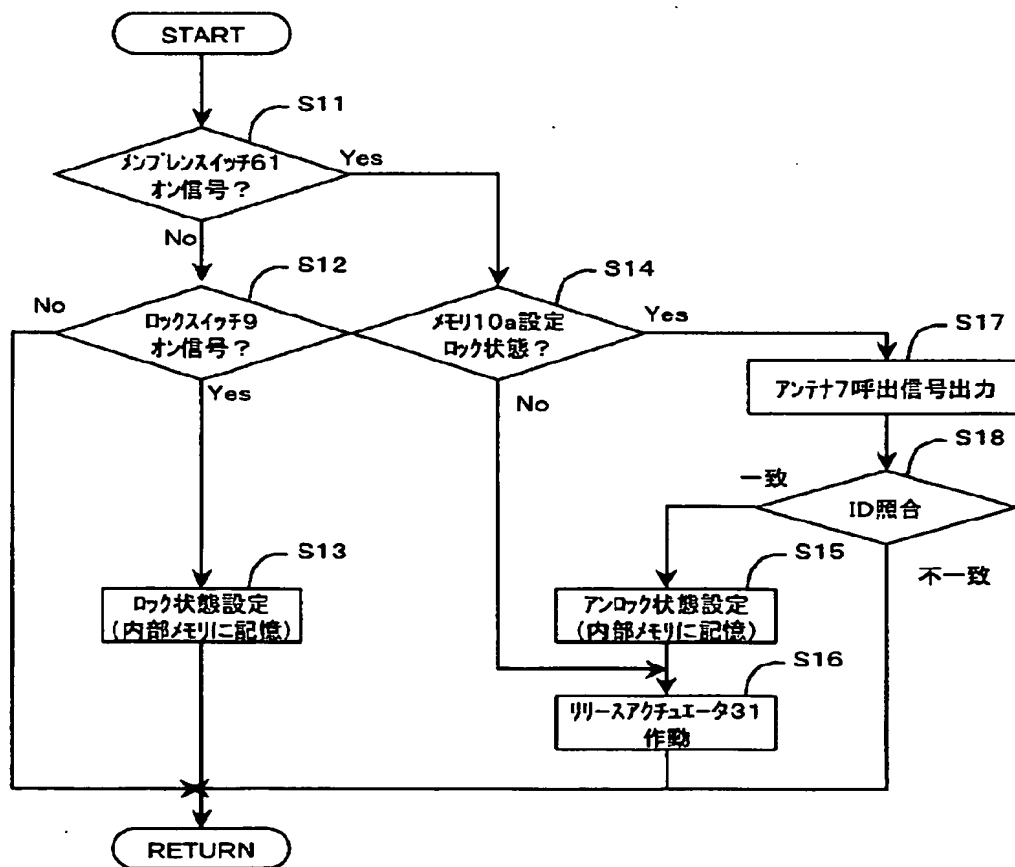 START
S11
メンブレンスイッチ61
オン信号?
Yes
No
S12
No
ロックスイッチ9
オン信号?
Yes
S14
メモリ10a設定
ロック状態?
Yes
No
S17
アンテナ7呼出信号出力
S18
一致
ID照合
不一致
S13
ロック状態設定
(内部メモリに記憶)
S15
アンロック状態設定
(内部メモリに記憶)
S16
リリースアクチュエータ31
作動
RETURN